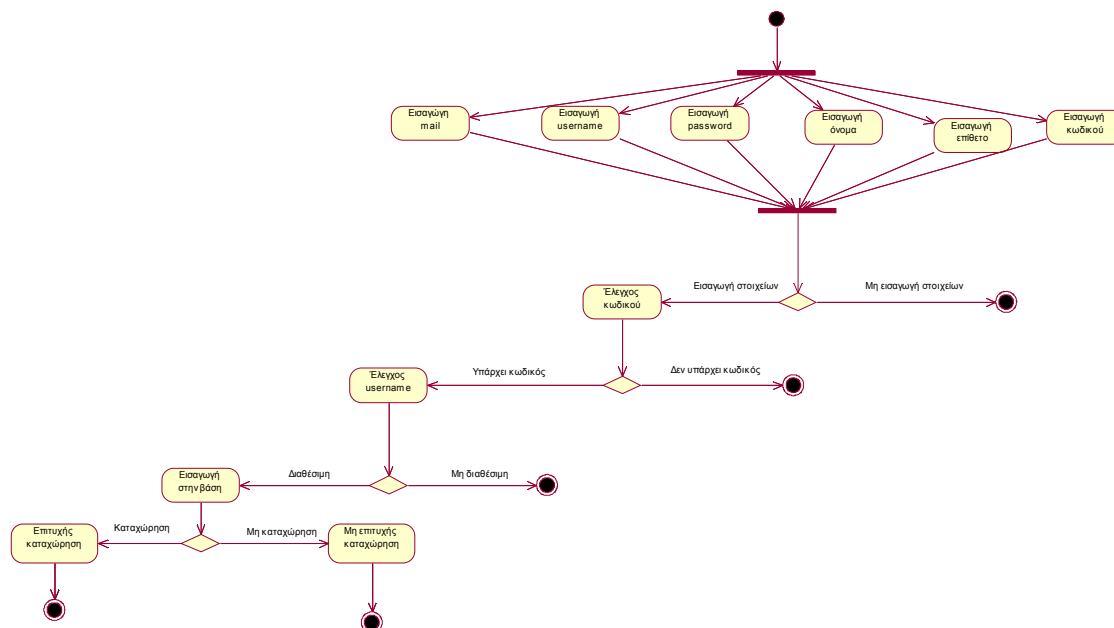 Εισαγώγη
mail
Εισαγωγή
username
Εισαγωγή
password
Εισαγωγή
όνομα
Εισαγωγή
επίθετο
Εισαγωγή
κωδικού
Έλεγχος
κωδικού
Εισαγωγή στοιχείων
Μη εισαγωγή στοιχείων
Έλεγχος
username
Υπάρχει κωδικός
Δεν υπάρχει κωδικός
Εισαγωγή
στην βάση
Διαθέσιμη
Μη διαθέσιμη
Επιτυχής
καταχώρηση
Καταχώρηση
Μη καταχώρηση
Μη επιτυχής
καταχώρηση